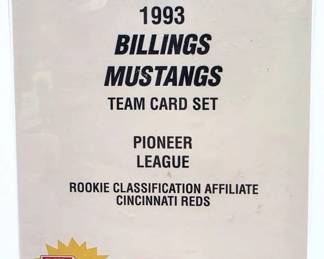 1993
BILLINGS
MUSTANGS
TEAM CARD SET
PIONEER
LEAGUE
ROOKIE CLASSIFICATION AFFILIATE
CINCINNATI REDS